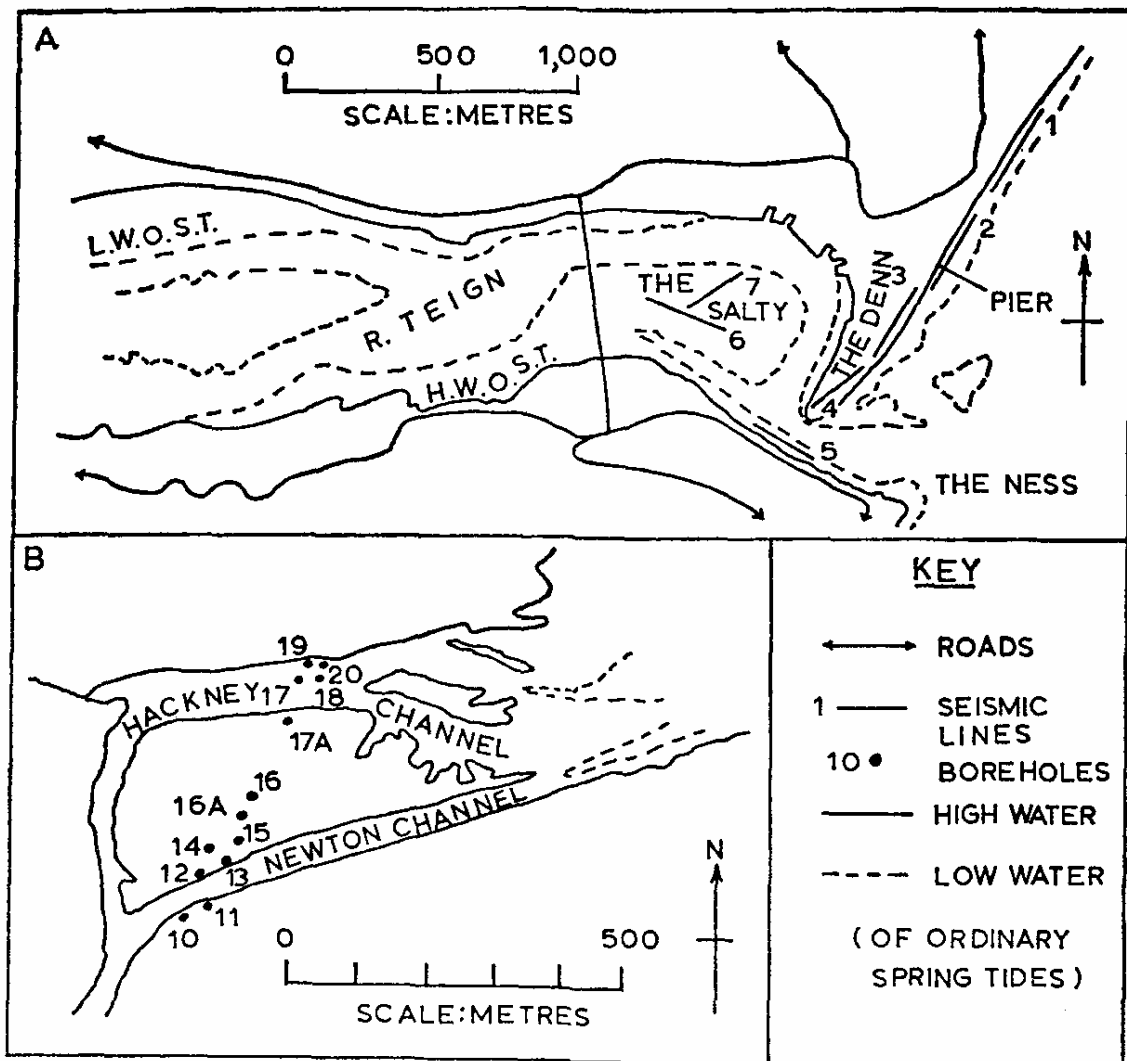 A
0 500 1,000
SCALE:METRES
1
L.W.O.S.T.
2
N
THE
7
THE DENN
3
R. TEIGN
SALTY
PIER
6
H.W.O.S.T.
4
5
THE NESS
B
19
20
17
18
HACKNEY CHANNEL
17A
16
16A
15
14
NEWTON CHANNEL
12
13
11
10
N
0 500
SCALE:METRES
KEY
ROADS
1 SEISMIC
LINES
10 BOREHOLES
HIGH WATER
LOW WATER
(OF ORDINARY
SPRING TIDES)